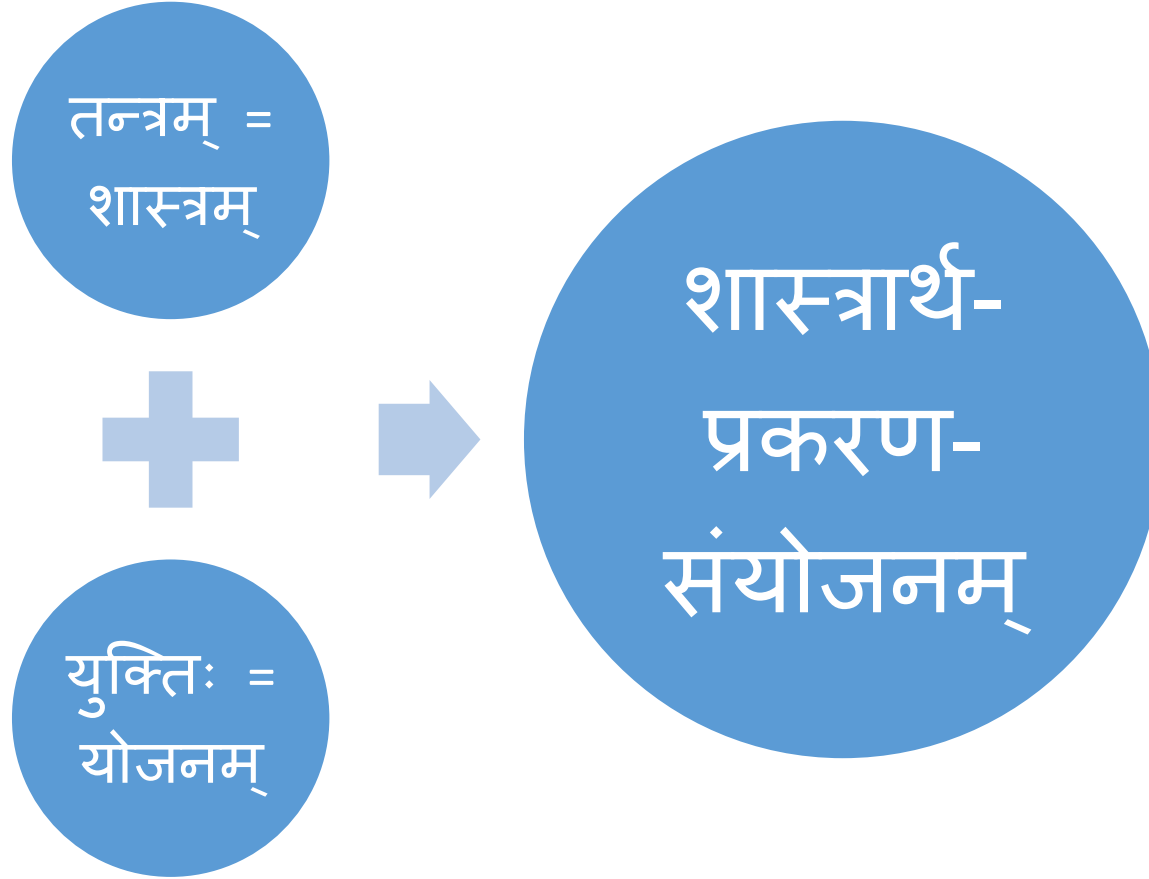 तन्त्रम् =
शास्त्रम्
युक्तिः =
योजनम्
शास्त्रार्थ-
प्रकरण-
संयोजनम्